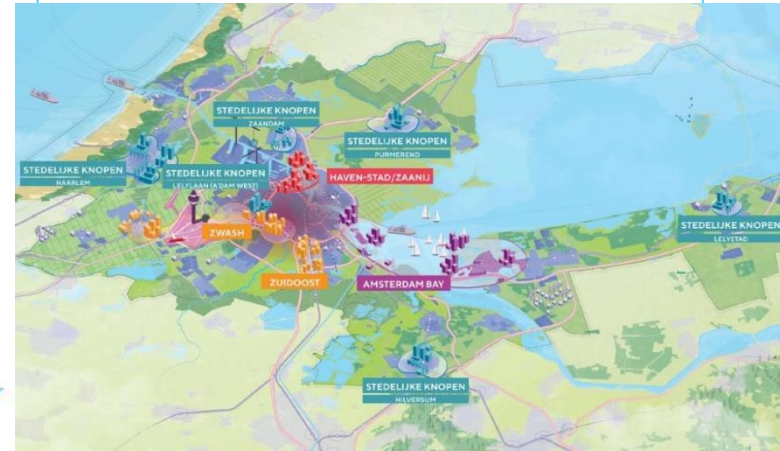 STEDELIJKE KNOPEN
ZAANDAM
STEDELIJKE KNOPEN
PURMEREND
STEDELIJKE KNOPEN
HAARLEM
STEDELIJKE KNOPEN
LELYLAAN (A'DAM WEST)
HAVEN-STAD/ZAANIJ
STEDELIJKE KNOPEN
LELYSTAD
ZWASH
ZUIDOOST
AMSTERDAM BAY
STEDELIJKE KNOPEN
HILVERSUM